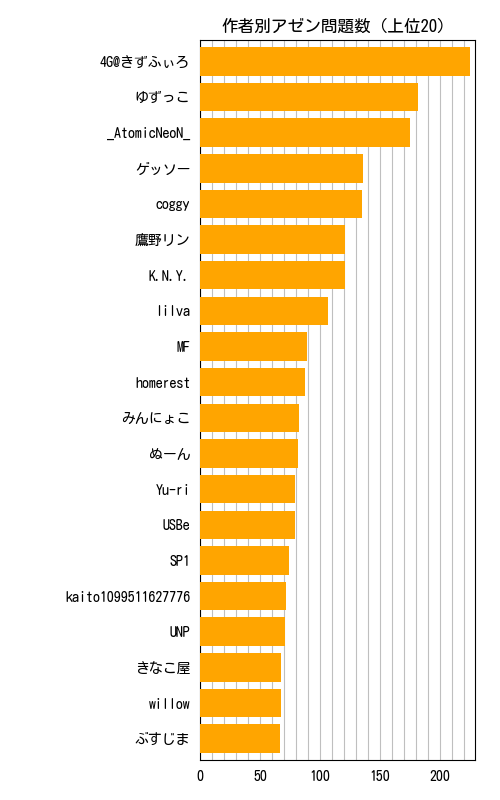 作者別アゼン問題数 (上位20)
4G@きずふぃろ
ゆずっこ
_AtomicNeoN_
ゲッソー
coggy
鷹野リン
K.N.Y.
lilva
MF
homerest
みんにょこ
ぬーん
Yu-ri
USBe
SP1
kaito1099511627776
UNP
きなこ屋
willow
ぶすじま
0 50 100 150 200